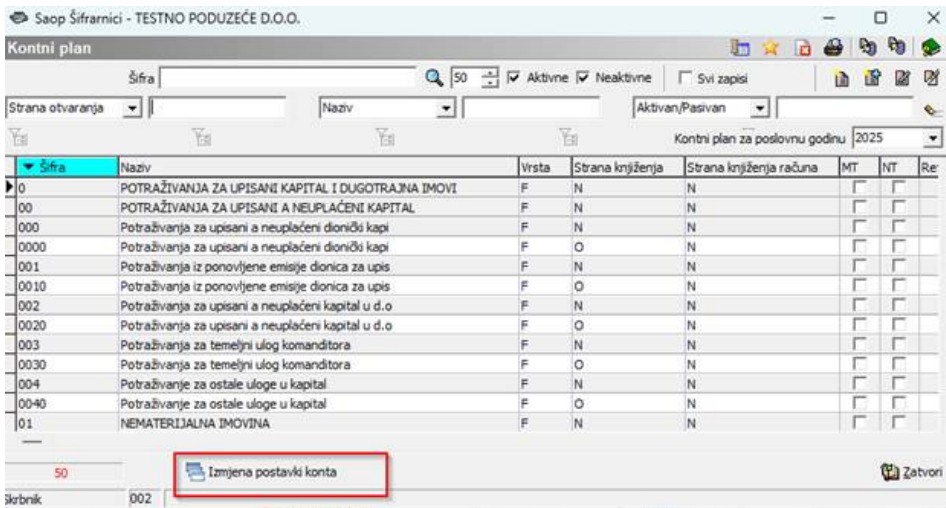 Saop Šifrarnici - TESTNO PODUZEĆE D.O.O.
Kontni plan
Šifra 50 Aktivne Neaktivne Svi zapisi
Strana otvaranja Naziv Aktivan/Pasivan
Kontni plan za poslovnu godinu 2025
Šifra Naziv Vrsta Strana knjiženja Strana knjiženja računa MT NT Re
0 POTRAŽIVANJA ZA UPISANI KAPITAL I DUGOTRAJNA IMOVI F N N
00 POTRAŽIVANJA ZA UPISANI A NEUPLAĆENI KAPITAL F N N
000 Potraživanja za upisani a neuplaćeni dionički kapi F N N
0000 Potraživanja za upisani a neuplaćeni dionički kapi F O N
001 Potraživanja iz ponovljene emisije dionica za upis F N N
0010 Potraživanja iz ponovljene emisije dionica za upis F O N
002 Potraživanja za upisani a neuplaćeni kapital u d.o F N N
0020 Potraživanja za upisani a neuplaćeni kapital u d.o F O N
003 Potraživanja za temeljni ulog komanditora F N N
0030 Potraživanja za temeljni ulog komanditora F O N
004 Potraživanje za ostale uloge u kapital F N N
0040 Potraživanje za ostale uloge u kapital F O N
01 NEMATERIJALNA IMOVINA F N N
50 Izmjena postavki konta Zatvori
Skrbnik 002